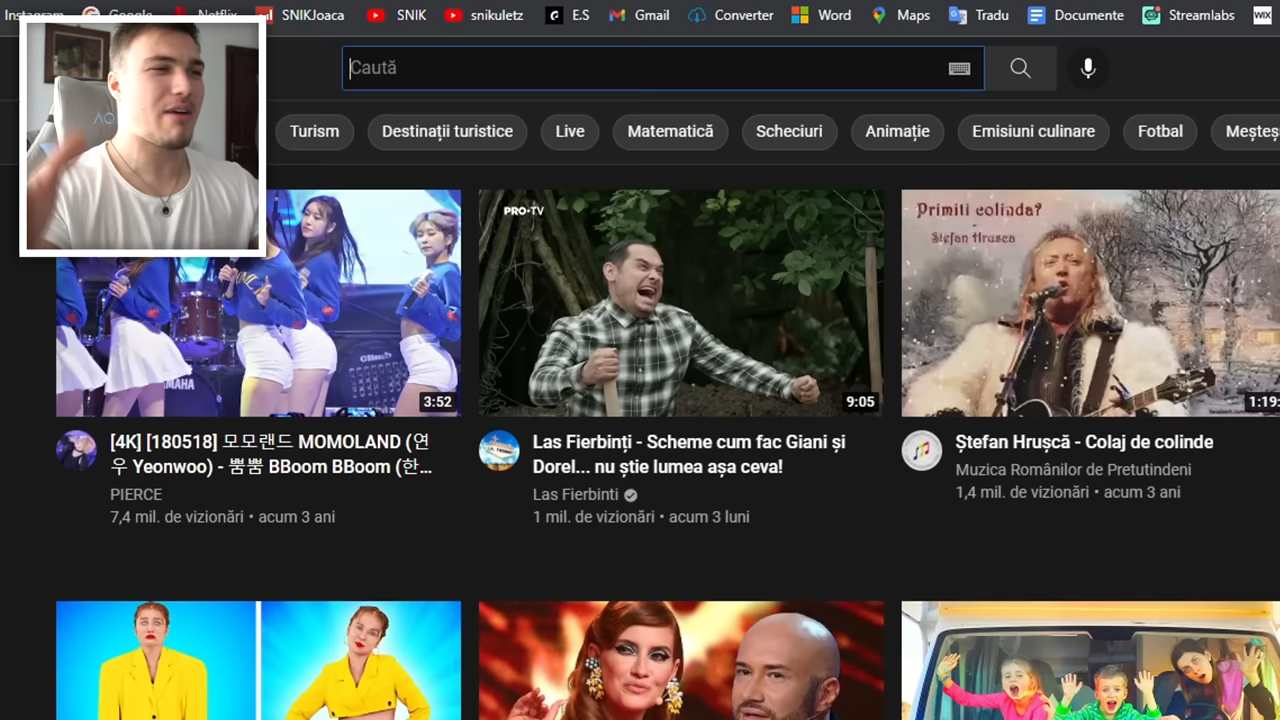 Instagram Google Netflix SNIKJoaca SNIK snikuletz E.S Gmail Converter Word Maps Tradu Documente Streamlabs WIX
Caută
Turism Destinații turistice Live Matematică Scheciuri Animație Emisiuni culinare Fotbal Meșteș
PRO•TV
Primiti colinda?
Stefan Hrusca
YAMAHA
3:52
9:05
1:19:
[4K] [180518] 모모랜드 MOMOLAND (연
우 Yeonwoo) - 뿜뿜 BBoom BBoom (한...
PIERCE
7,4 mil. de vizionări • acum 3 ani
Las Fierbinți - Scheme cum fac Giani și
Dorel... nu știe lumea așa ceva!
Las Fierbinti
1 mil. de vizionări • acum 3 luni
Ștefan Hrușcă - Colaj de colinde
Muzica Românilor de Pretutindeni
1,4 mil. de vizionări • acum 3 ani